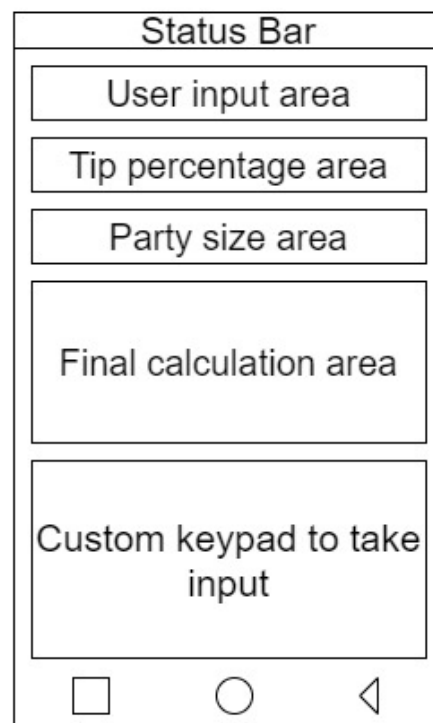 Status Bar
User input area
Tip percentage area
Party size area
Final calculation area
Custom keypad to take
input